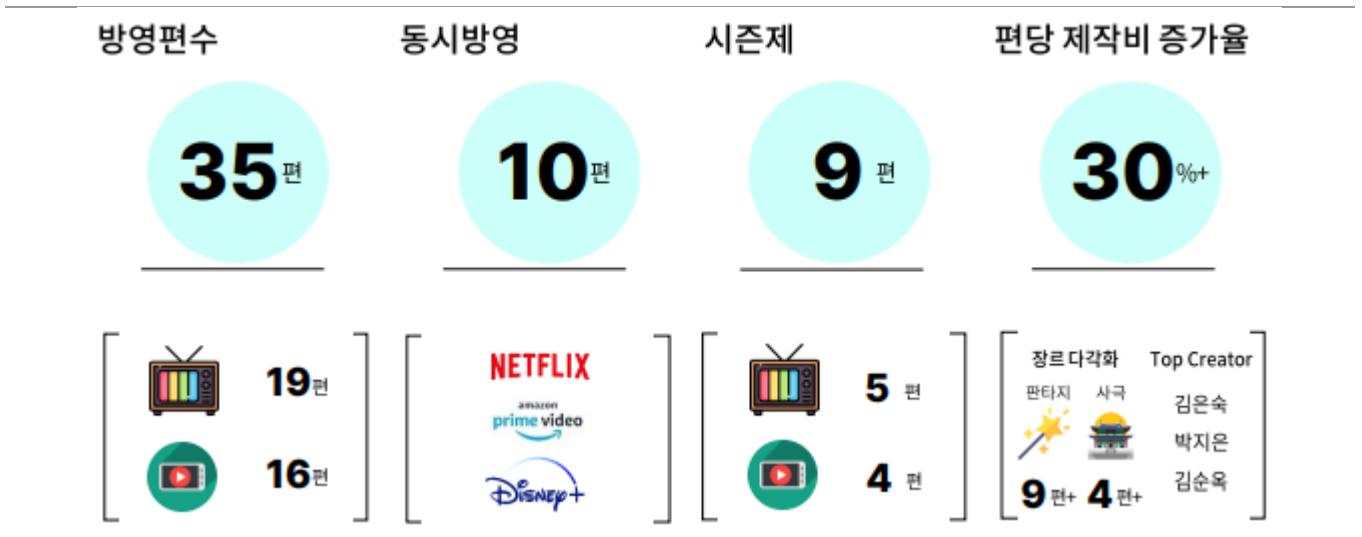 방영편수
동시방영
시즌제
편당 제작비 증가율
35편
10편
9 편
30%+
19편
16편
NETFLIX
amazon
prime video
Disney+
5 편
4 편
장르 다각화
Top Creator
판타지
사극
9 편+
4 편+
김은숙
박지은
김순옥